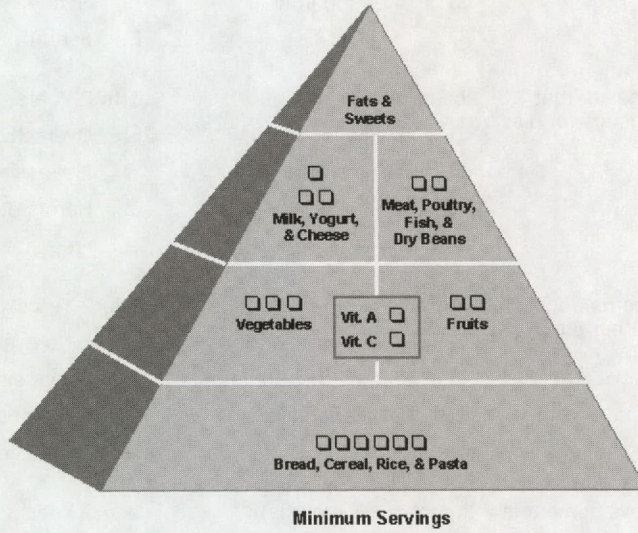 Fats &
Sweets
Milk, Yogurt,
& Cheese
Meat, Poultry,
Fish, &
Dry Beans
Vegetables
Vit. A
Vit. C
Fruits
Bread, Cereal, Rice, & Pasta
Minimum Servings